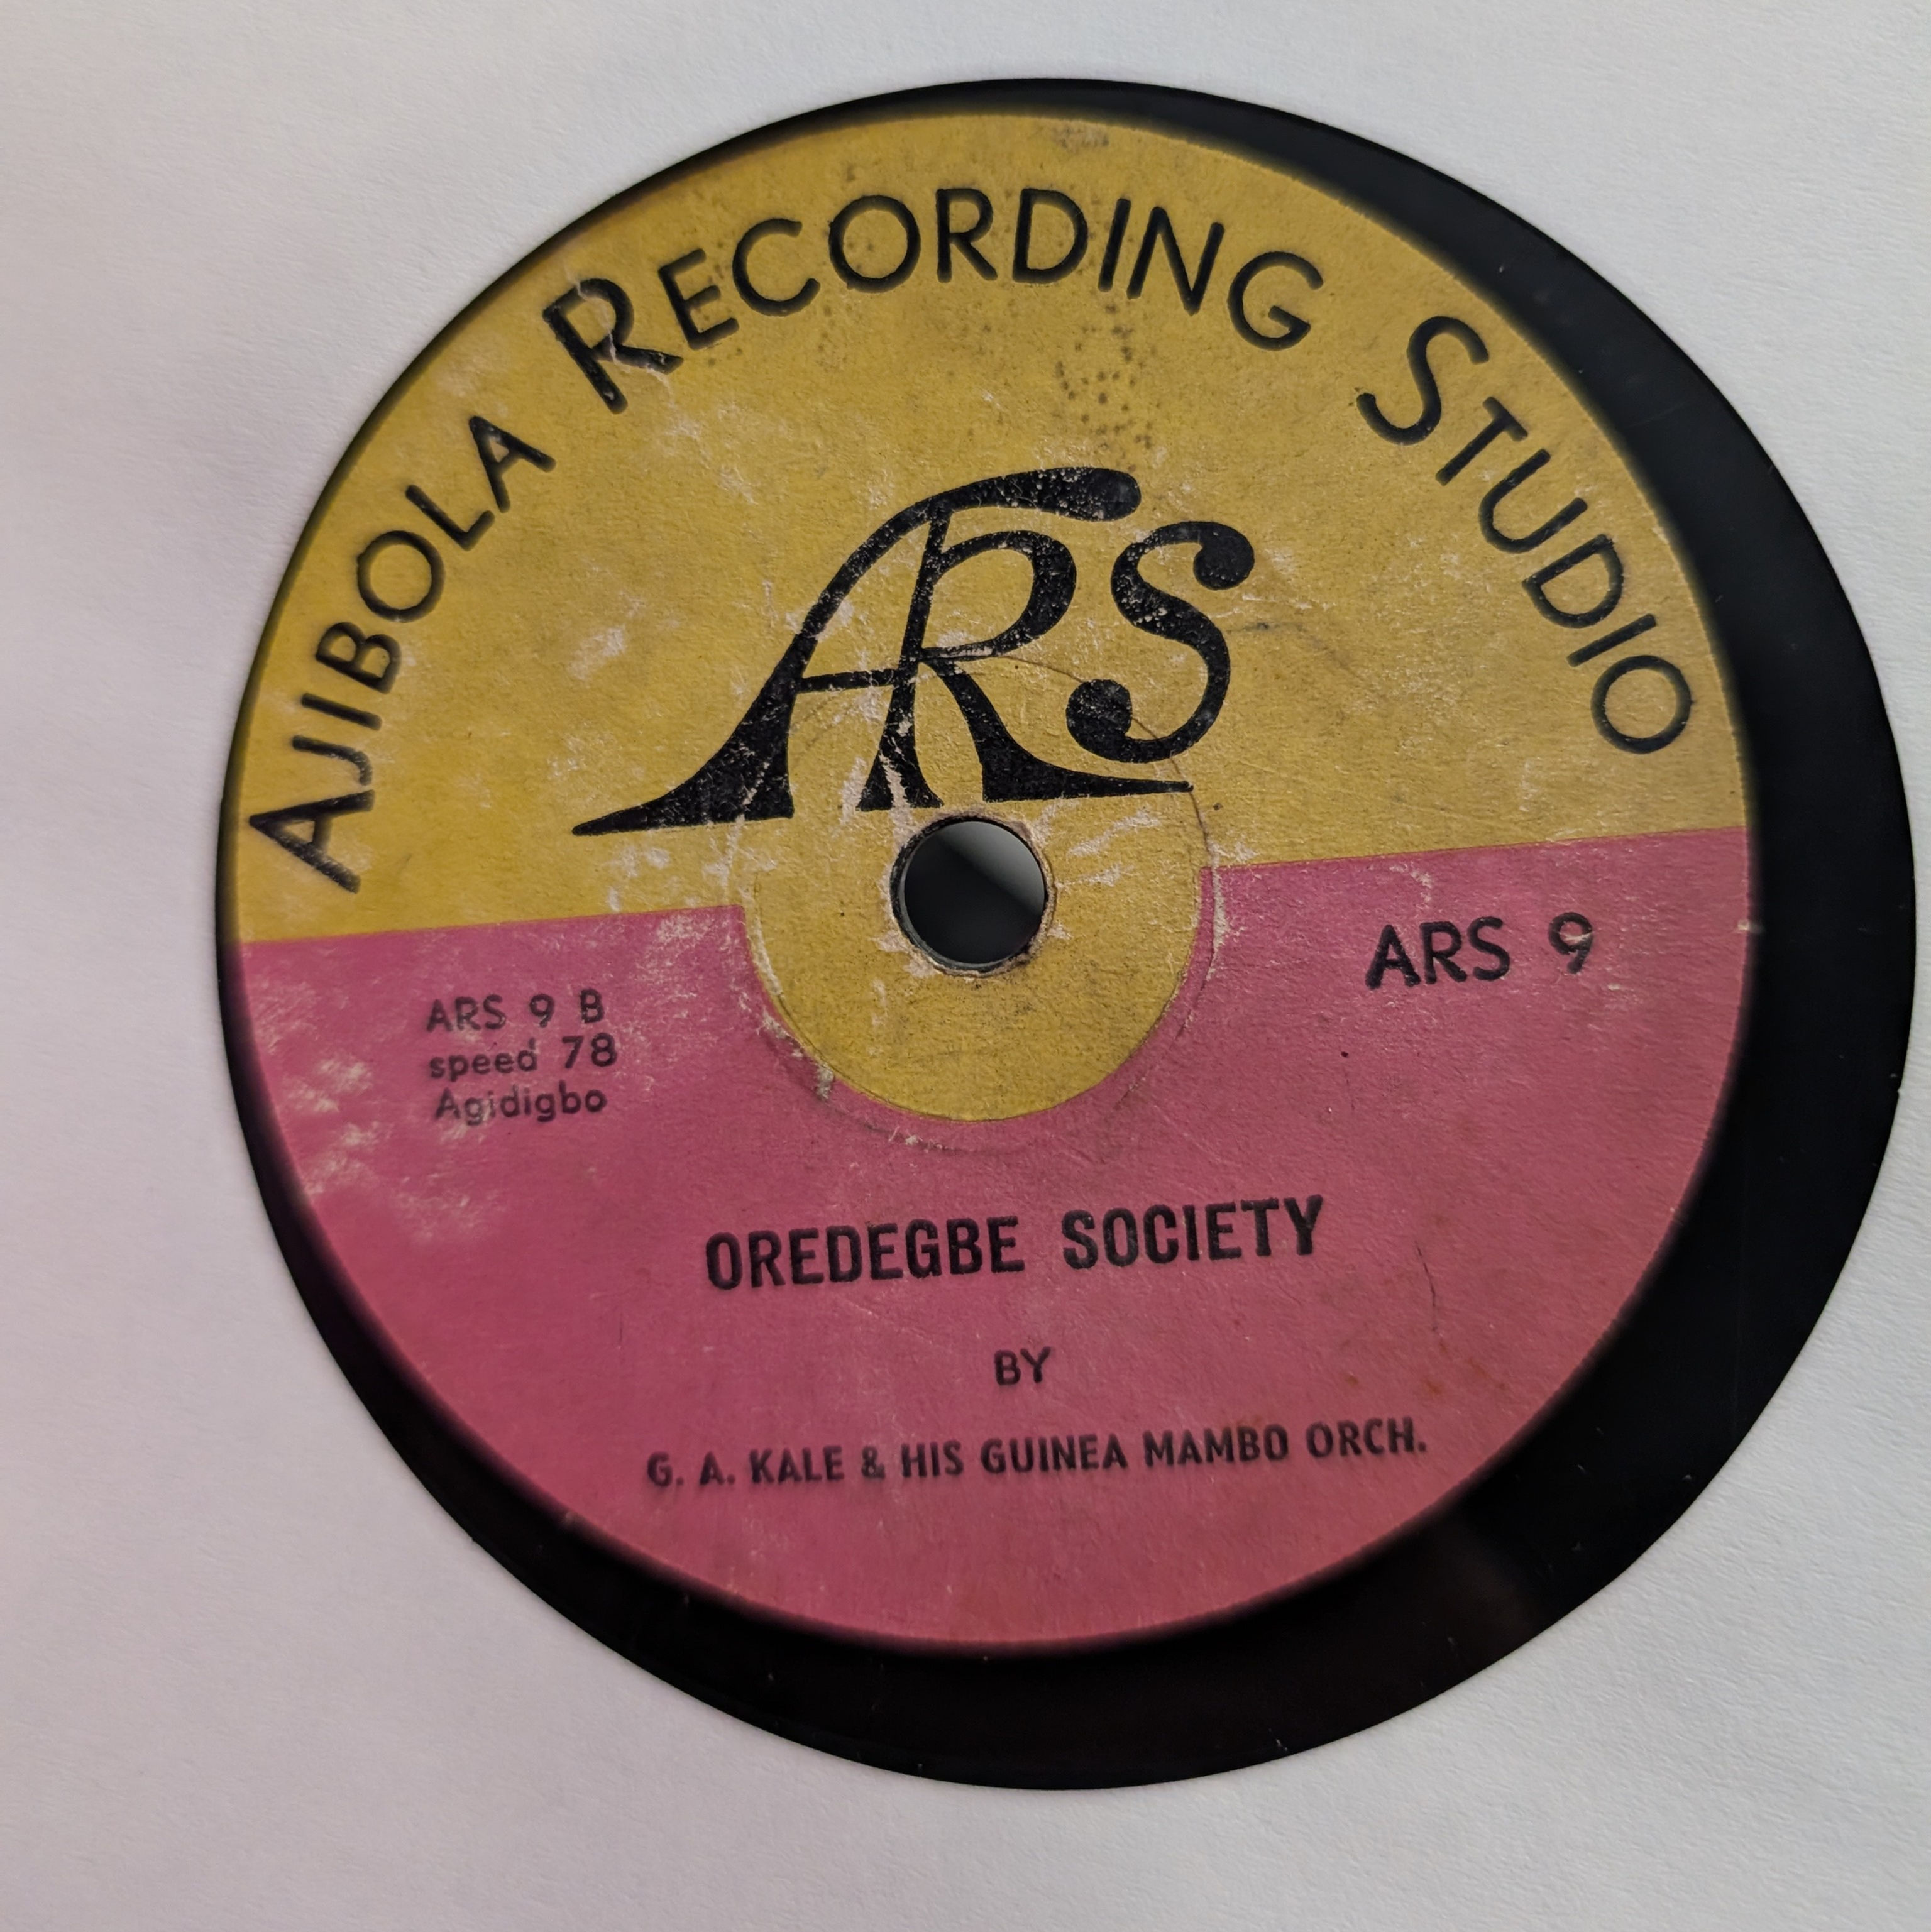 AJIBOLA RECORDING STUDIO
ARS
ARS 9
ARS 9 B
speed 78
Agidigbo
OREDEGBE SOCIETY
BY
G. A. KALE & HIS GUINEA MAMBO ORCH.